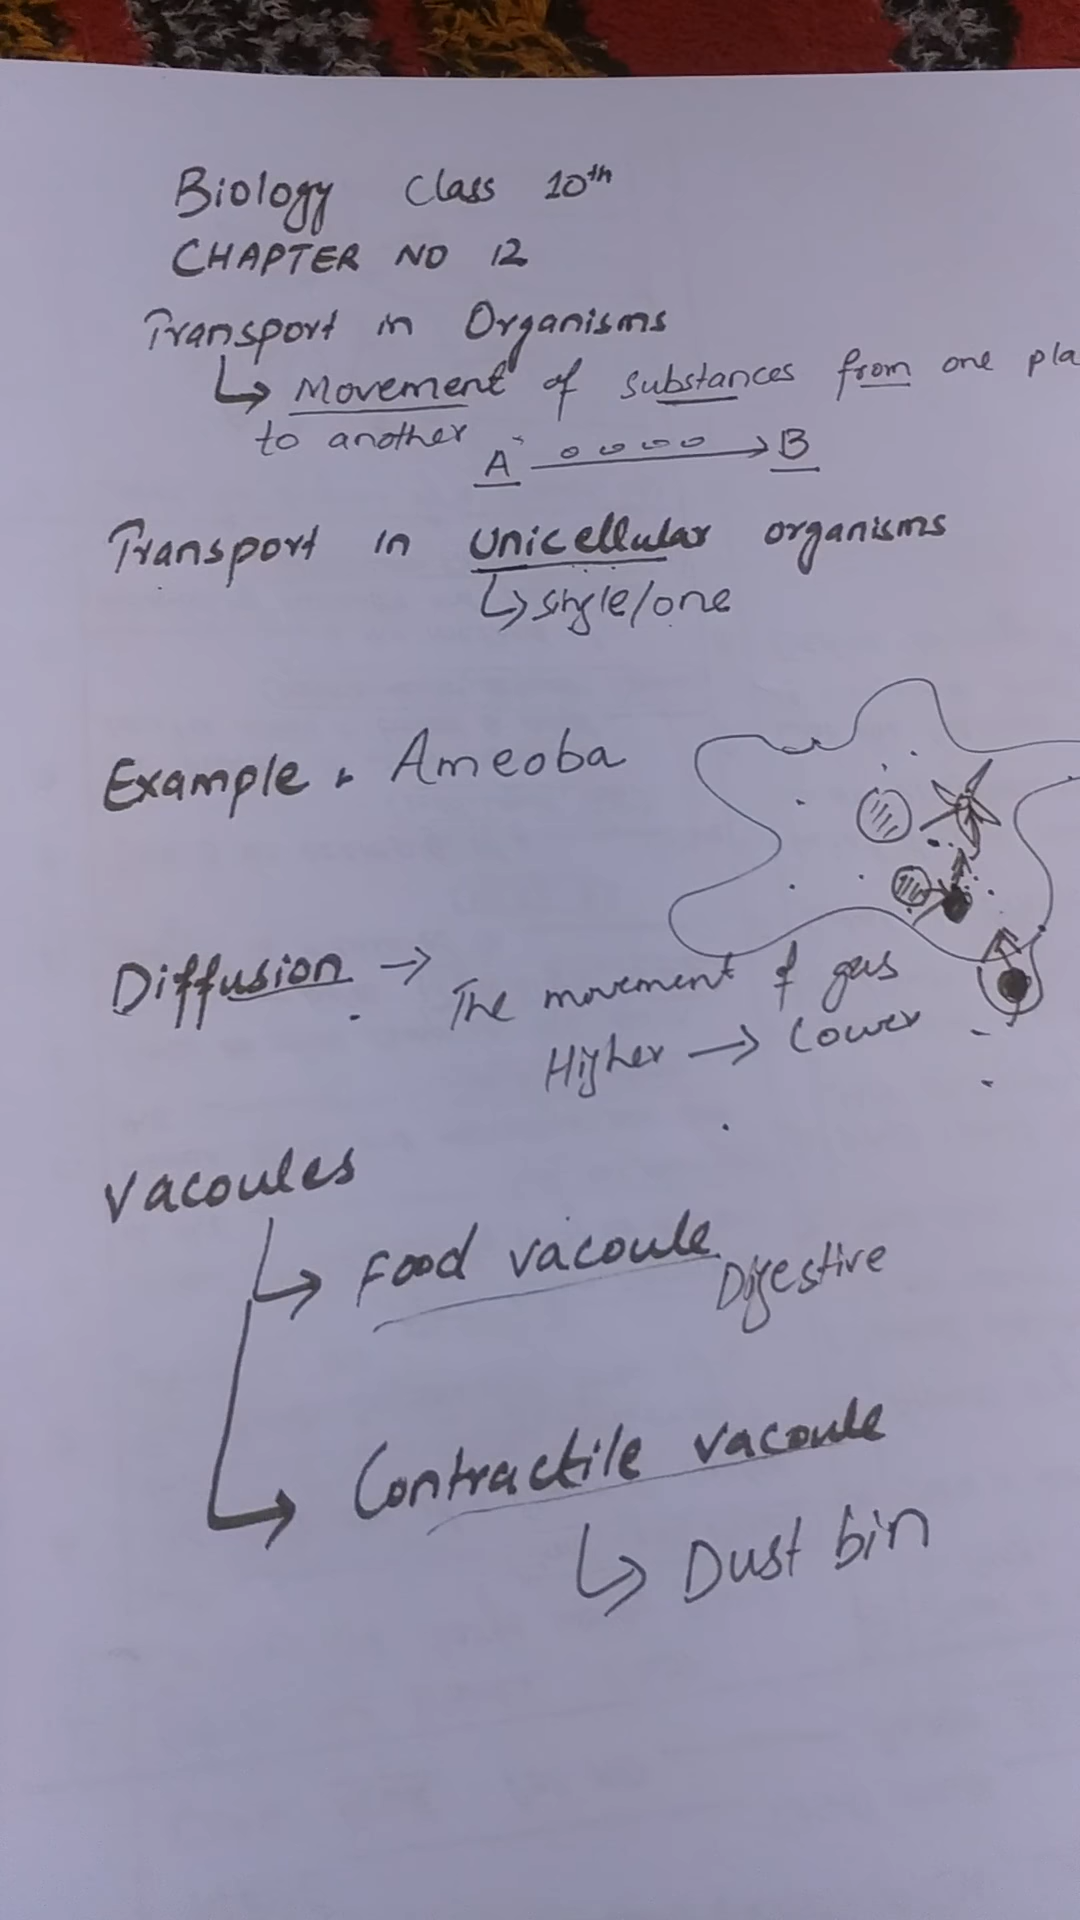 Biology Class 10th
CHAPTER NO 12
Transport in Organisms
Movement of substances from one pla
to another
A B
Transport in Unicellular organisms
single/one
Example Ameoba
Diffusion → The movement of gas
Higher → Lower
Vacoules
Food vacoule
Digestive
Contractile vacoule
Dust bin